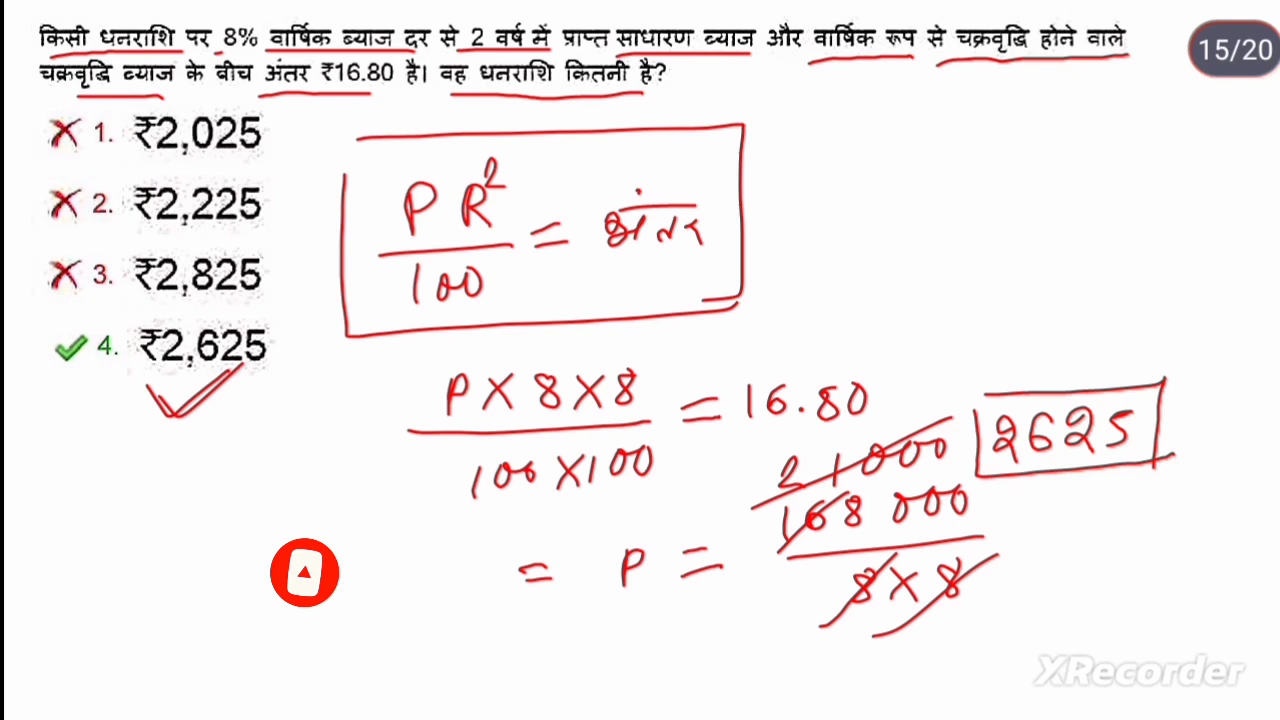 किसी धनराशि पर 8% वार्षिक ब्याज दर से 2 वर्ष में प्राप्त साधारण ब्याज और वार्षिक रूप से चक्रवृद्धि होने वाले
चक्रवृद्धि ब्याज के बीच अंतर ₹16.80 है। वह धनराशि कितनी है?
15/20
1. ₹2,025
2. ₹2,225
3. ₹2,825
4. ₹2,625
P R²
100
= अंतर
P X 8 X 8
100 X 100
= 16.80
21000
2625
168000
= P =
8 X 8
XRecorder